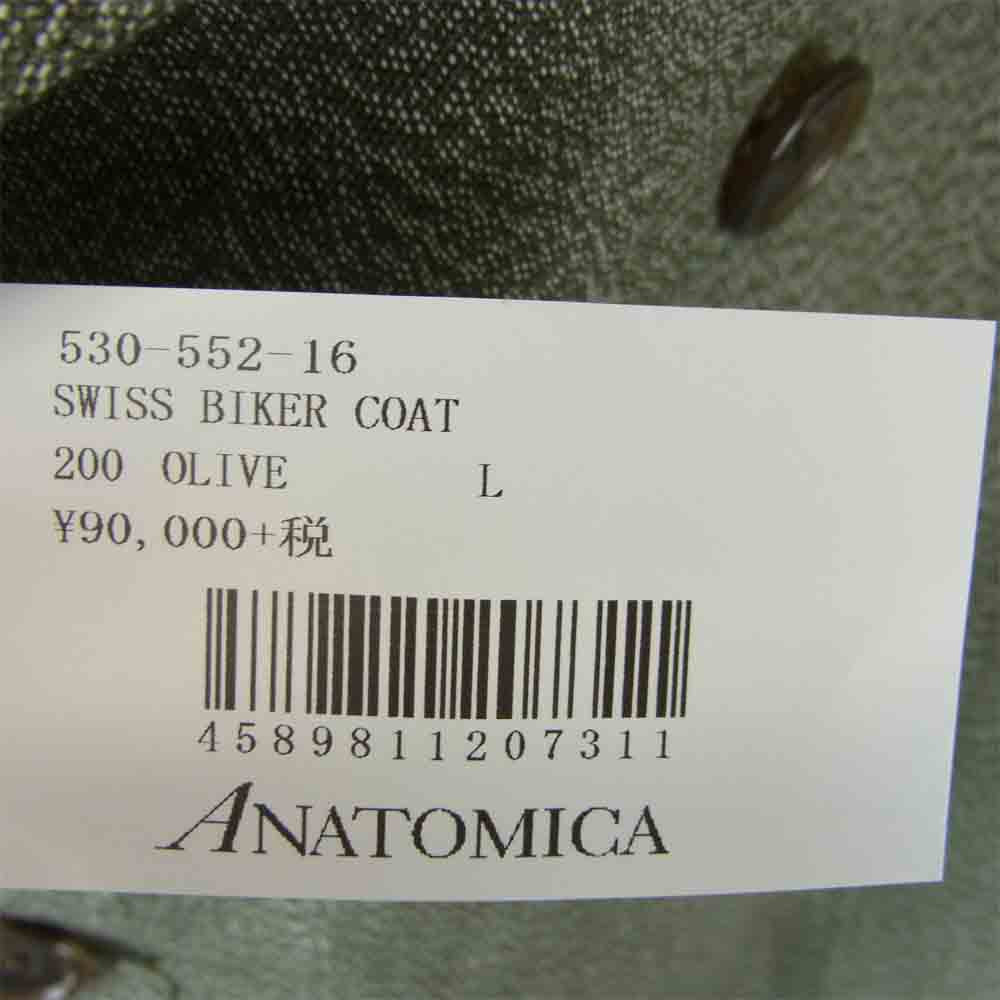 530-552-16
SWISS BIKER COAT
200 OLIVE L
¥90,000+税
4589811207311
ANATOMICA